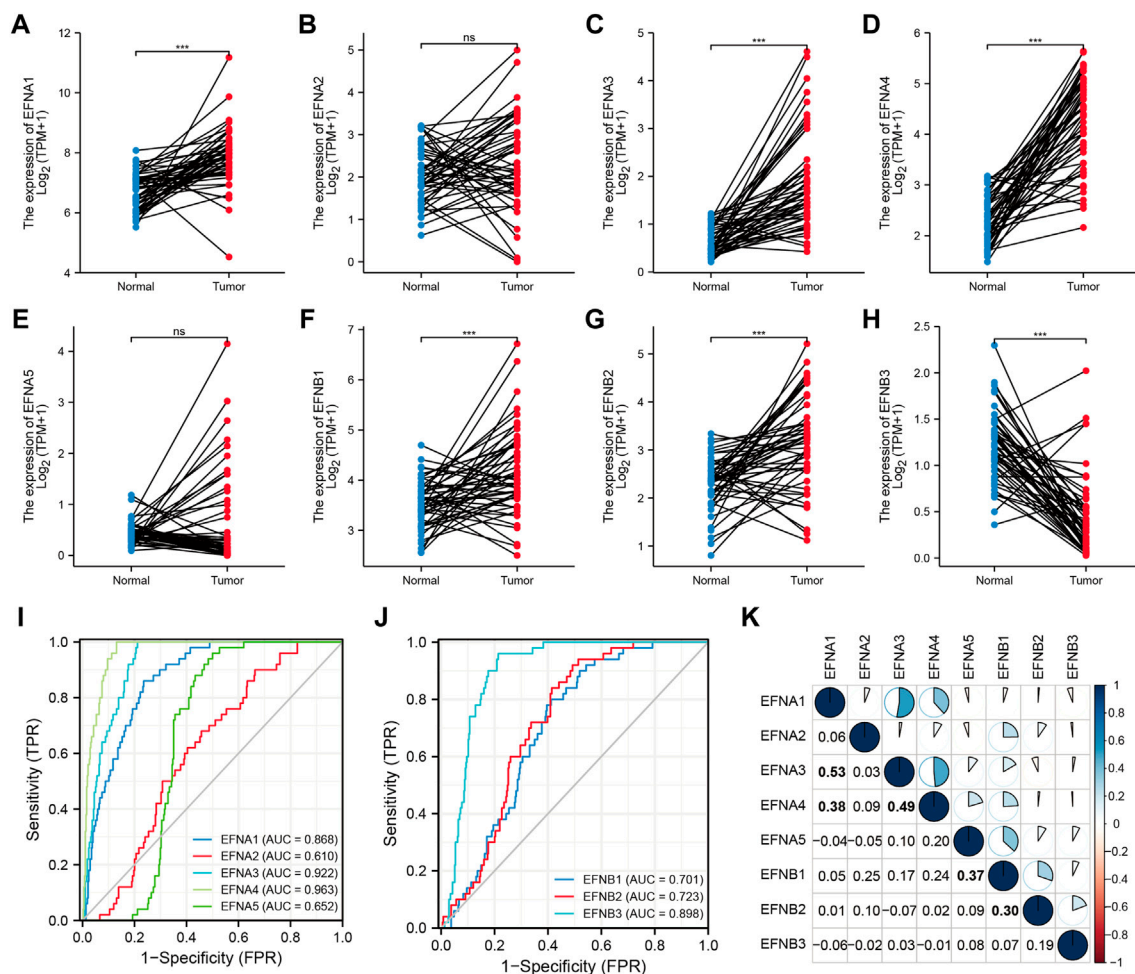 A
The expression of EFNA1
Log2 (TPM+1)
12
10
8
6
4
***
Normal
Tumor
B
The expression of EFNA2
Log2 (TPM+1)
5
4
3
2
1
0
ns
Normal
Tumor
C
The expression of EFNA3
Log2 (TPM+1)
5
4
3
2
1
0
***
Normal
Tumor
D
The expression of EFNA4
Log2 (TPM+1)
6
5
4
3
2
***
Normal
Tumor
E
The expression of EFNA5
Log2 (TPM+1)
4
3
2
1
0
ns
Normal
Tumor
F
The expression of EFNB1
Log2 (TPM+1)
7
6
5
4
3
***
Normal
Tumor
G
The expression of EFNB2
Log2 (TPM+1)
5
4
3
2
1
***
Normal
Tumor
H
The expression of EFNB3
Log2 (TPM+1)
2.5
2.0
1.5
1.0
0.5
0.0
***
Normal
Tumor
I
Sensitivity (TPR)
1.0
0.8
0.6
0.4
0.2
0.0
EFNA1 (AUC = 0.868)
EFNA2 (AUC = 0.610)
EFNA3 (AUC = 0.922)
EFNA4 (AUC = 0.963)
EFNA5 (AUC = 0.652)
0.0 0.2 0.4 0.6 0.8 1.0
1−Specificity (FPR)
J
Sensitivity (TPR)
1.0
0.8
0.6
0.4
0.2
0.0
EFNB1 (AUC = 0.701)
EFNB2 (AUC = 0.723)
EFNB3 (AUC = 0.898)
0.0 0.2 0.4 0.6 0.8 1.0
1−Specificity (FPR)
K
EFNA1 EFNA2 EFNA3 EFNA4 EFNA5 EFNB1 EFNB2 EFNB3
EFNA1
EFNA2 0.06
EFNA3 0.53 0.03
EFNA4 0.38 0.09 0.49
EFNA5 −0.04 −0.05 0.10 0.20
EFNB1 0.05 0.25 0.17 0.24 0.37
EFNB2 0.01 0.10 −0.07 0.02 0.09 0.30
EFNB3 −0.06 −0.02 0.03 −0.01 0.08 0.07 0.19
1
0.8
0.6
0.4
0.2
0
−0.2
−0.4
−0.6
−0.8
−1